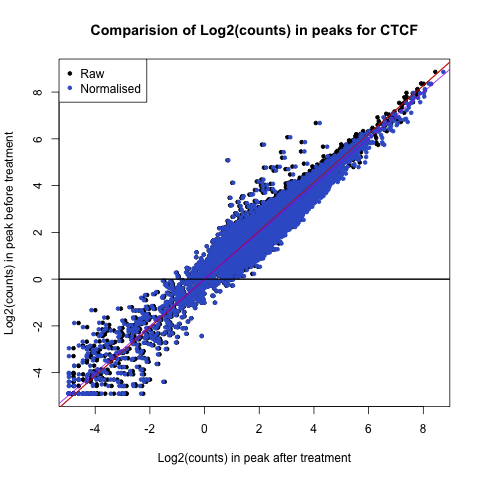 Comparision of Log2(counts) in peaks for CTCF
Raw
Normalised
Log2(counts) in peak before treatment
8
6
4
2
0
-2
-4
-4 -2 0 2 4 6 8
Log2(counts) in peak after treatment